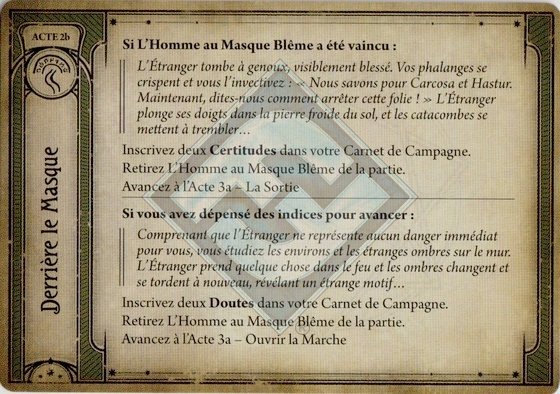 ACTE 2b
Derrière le Masque
Si L'Homme au Masque Blême a été vaincu :
L'Étranger tombe à genoux, visiblement blessé. Vos phalanges se
crispent et vous l'invectivez : « Nous savons pour Carcosa et Hastur.
Maintenant, dites-nous comment arrêter cette folie ! » L'Étranger
plonge ses doigts dans la pierre froide du sol, et les catacombes se
mettent à trembler…
Inscrivez deux Certitudes dans votre Carnet de Campagne.
Retirez L'Homme au Masque Blême de la partie.
Avancez à l'Acte 3a – La Sortie
Si vous avez dépensé des indices pour avancer :
Comprenant que l'Étranger ne représente aucun danger immédiat
pour vous, vous étudiez les environs et les étranges ombres sur le mur.
L'Étranger prend quelque chose dans le feu et les ombres changent et
se tordent à nouveau, révélant un étrange motif…
Inscrivez deux Doutes dans votre Carnet de Campagne.
Retirez L'Homme au Masque Blême de la partie.
Avancez à l'Acte 3a – Ouvrir la Marche